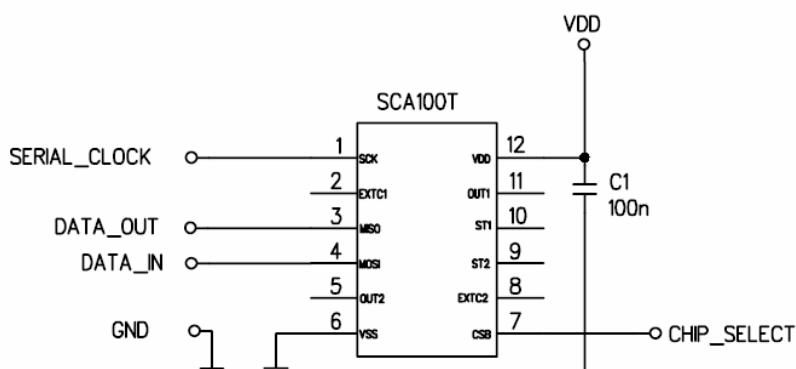 VDD
SCA100T
SERIAL_CLOCK 1 SCK VDD 12
2 EXTC1 OUT1 11 C1
100n
DATA_OUT 3 MISO ST1 10
DATA_IN 4 MOSI ST2 9
5 OUT2 EXTC2 8
GND 6 VSS CSB 7 CHIP_SELECT